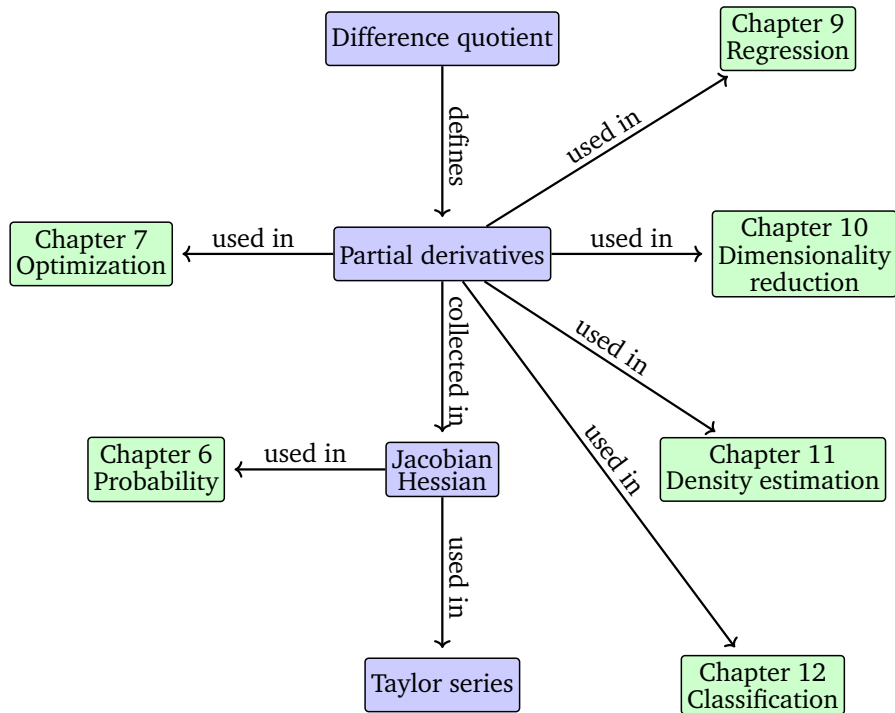 Difference quotient
Chapter 9
Regression
defines
used in
Chapter 7
Optimization
used in
Partial derivatives
used in
Chapter 10
Dimensionality
reduction
collected in
used in
used in
Chapter 6
Probability
used in
Jacobian
Hessian
Chapter 11
Density estimation
used in
Taylor series
Chapter 12
Classification